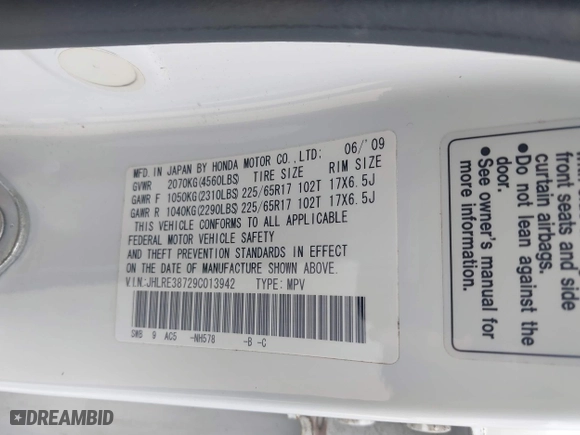 MFD. IN JAPAN BY HONDA MOTOR CO., LTD: 06/'09
GVWR 2070KG(4560LBS) TIRE SIZE RIM SIZE
GAWR F 1050KG(2310LBS) 225/65R17 102T 17X6.5J
GAWR R 1040KG(2290LBS) 225/65R17 102T 17X6.5J
THIS VEHICLE CONFORMS TO ALL APPLICABLE
FEDERAL MOTOR VEHICLE SAFETY
AND THEFT PREVENTION STANDARDS IN EFFECT
ON THE DATE OF MANUFACTURE SHOWN ABOVE.
V.I.N.:JHLRE38729C013942 TYPE: MPV
SWB 9 AC5 -NH578 -B -C
front seats and side
curtain airbags.
• Do not lean against the
door.
• See owner's manual for
more information.
DREAMBID